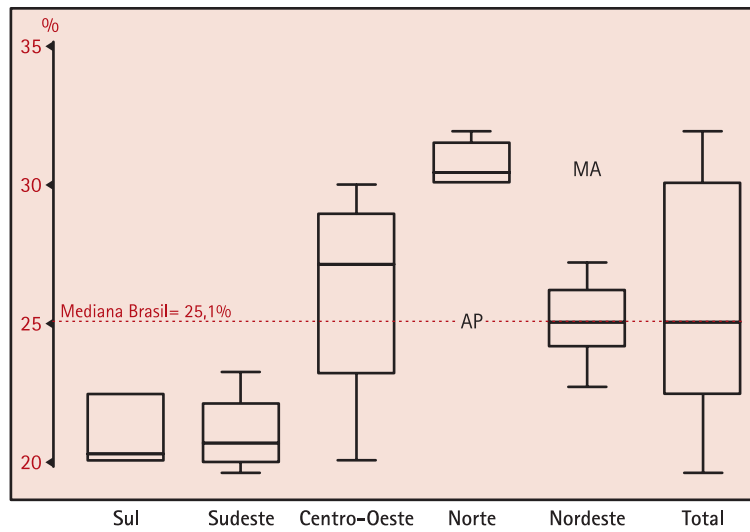 %
35
30
MA
Mediana Brasil= 25,1%
25
AP
20
Sul Sudeste Centro-Oeste Norte Nordeste Total